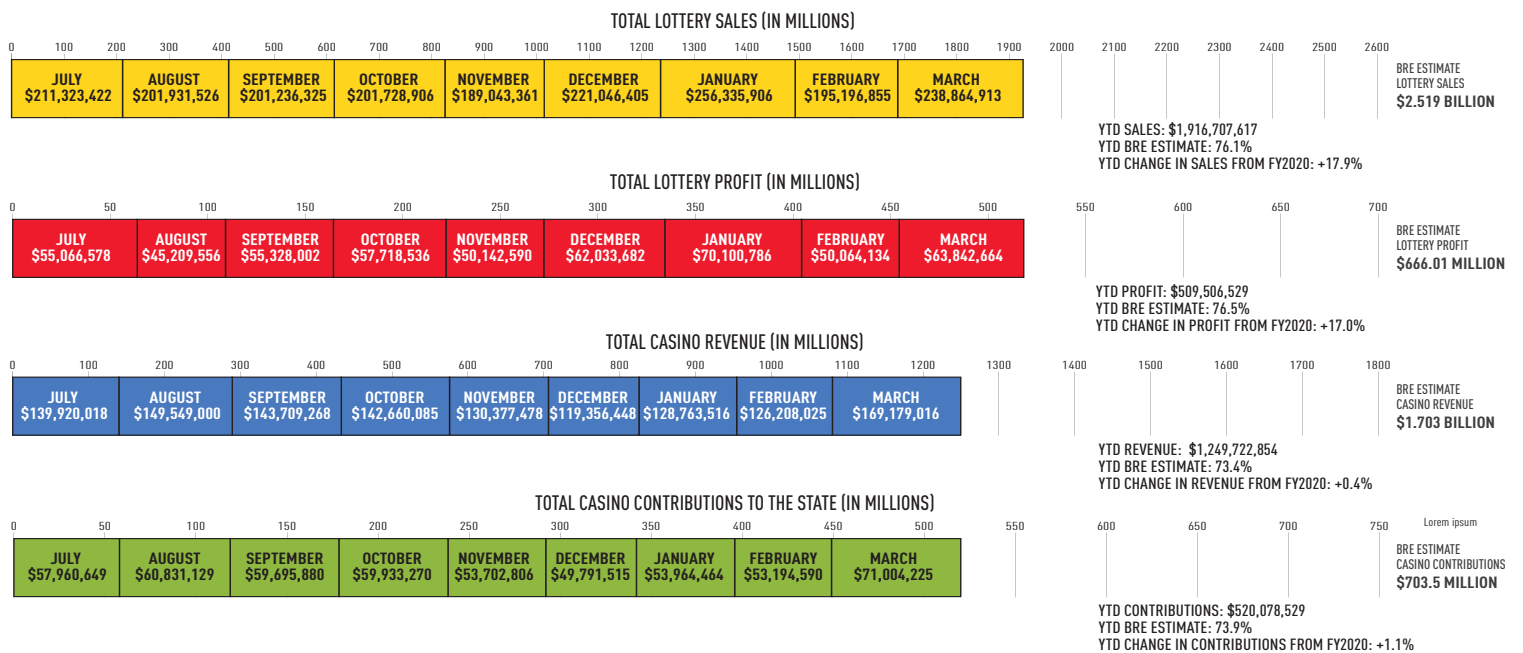 TOTAL LOTTERY SALES (IN MILLIONS)
0 100 200 300 400 500 600 700 800 900 1000 1100 1200 1300 1400 1500 1600 1700 1800 1900 2000 2100 2200 2300 2400 2500 2600
JULY AUGUST SEPTEMBER OCTOBER NOVEMBER DECEMBER JANUARY FEBRUARY MARCH
$211,323,422 $201,931,526 $201,236,325 $201,728,906 $189,043,361 $221,046,405 $256,335,906 $195,196,855 $238,864,913
BRE ESTIMATE
LOTTERY SALES
$2.519 BILLION
YTD SALES: $1,916,707,617
YTD BRE ESTIMATE: 76.1%
YTD CHANGE IN SALES FROM FY2020: +17.9%
TOTAL LOTTERY PROFIT (IN MILLIONS)
0 50 100 150 200 250 300 350 400 450 500 550 600 650 700
JULY AUGUST SEPTEMBER OCTOBER NOVEMBER DECEMBER JANUARY FEBRUARY MARCH
$55,066,578 $45,209,556 $55,328,002 $57,718,536 $50,142,590 $62,033,682 $70,100,786 $50,064,134 $63,842,664
BRE ESTIMATE
LOTTERY PROFIT
$666.01 MILLION
YTD PROFIT: $509,506,529
YTD BRE ESTIMATE: 76.5%
YTD CHANGE IN PROFIT FROM FY2020: +17.0%
TOTAL CASINO REVENUE (IN MILLIONS)
0 100 200 300 400 500 600 700 800 900 1000 1100 1200 1300 1400 1500 1600 1700 1800
JULY AUGUST SEPTEMBER OCTOBER NOVEMBER DECEMBER JANUARY FEBRUARY MARCH
$139,920,018 $149,549,000 $143,709,268 $142,660,085 $130,377,478 $119,356,448 $128,763,516 $126,208,025 $169,179,016
BRE ESTIMATE
CASINO REVENUE
$1.703 BILLION
YTD REVENUE: $1,249,722,854
YTD BRE ESTIMATE: 73.4%
YTD CHANGE IN REVENUE FROM FY2020: +0.4%
TOTAL CASINO CONTRIBUTIONS TO THE STATE (IN MILLIONS)
0 50 100 150 200 250 300 350 400 450 500 550 600 650 700 750 Lorem ipsum
JULY AUGUST SEPTEMBER OCTOBER NOVEMBER DECEMBER JANUARY FEBRUARY MARCH
$57,960,649 $60,831,129 $59,695,880 $59,933,270 $53,702,806 $49,791,515 $53,964,464 $53,194,590 $71,004,225
BRE ESTIMATE
CASINO CONTRIBUTIONS
$703.5 MILLION
YTD CONTRIBUTIONS: $520,078,529
YTD BRE ESTIMATE: 73.9%
YTD CHANGE IN CONTRIBUTIONS FROM FY2020: +1.1%